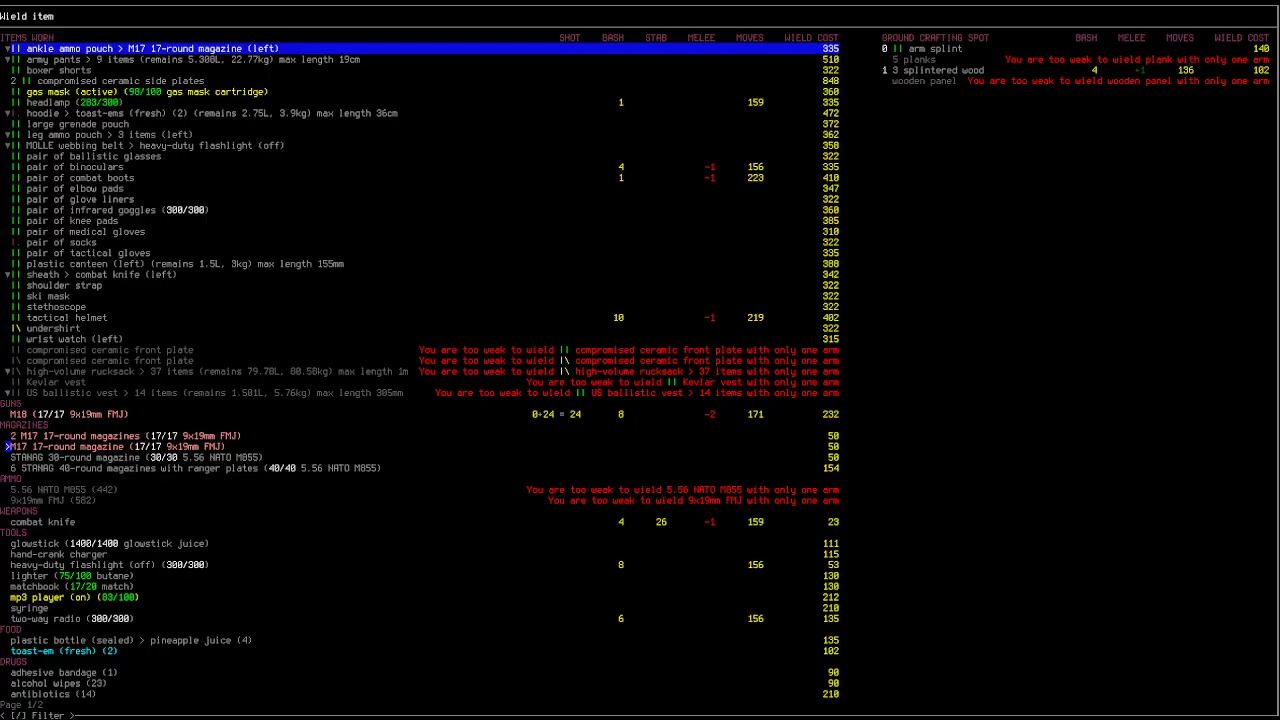 Wield item
ITEMS WORN SHOT BASH STAB MELEE MOVES WIELD COST
▼|| ankle ammo pouch > M17 17-round magazine (left) 335
▼|| army pants > 9 items (remains 5.308L, 22.77kg) max length 19cm 510
|| boxer shorts 322
2 || compromised ceramic side plates 848
gas mask (active) (98/100 gas mask cartridge) 360
|| headlamp (283/300) 1 159 335
▼|. hoodie > toast-ems (fresh) (2) (remains 2.75L, 3.9kg) max length 36cm 472
|| large grenade pouch 372
▼|| leg ammo pouch > 3 items (left) 362
▼|| MOLLE webbing belt > heavy-duty flashlight (off) 358
|| pair of ballistic glasses 322
|| pair of binoculars 4 -1 156 335
|| pair of combat boots 1 -1 223 410
|| pair of elbow pads 347
|| pair of glove liners 322
|| pair of infrared goggles (300/300) 360
|| pair of knee pads 385
|| pair of medical gloves 310
|. pair of socks 322
|| pair of tactical gloves 335
|| plastic canteen (left) (remains 1.5L, 3kg) max length 155mm 388
▼|| sheath > combat knife (left) 342
|| shoulder strap 322
|| ski mask 322
|| stethoscope 322
|| tactical helmet 10 -1 219 402
|\ undershirt 322
|| wrist watch (left) 315
|| compromised ceramic front plate You are too weak to wield || compromised ceramic front plate with only one arm
|\ compromised ceramic front plate You are too weak to wield |\ compromised ceramic front plate with only one arm
▼|\ high-volume rucksack > 37 items (remains 79.78L, 80.58kg) max length 1m You are too weak to wield |\ high-volume rucksack > 37 items with only one arm
|| Kevlar vest You are too weak to wield || Kevlar vest with only one arm
▼|| US ballistic vest > 14 items (remains 1.501L, 5.76kg) max length 305mm You are too weak to wield || US ballistic vest > 14 items with only one arm
GUNS
M18 (17/17 9x19mm FMJ) 0+24 = 24 8 -2 171 232
MAGAZINES
2 M17 17-round magazines (17/17 9x19mm FMJ) 50
>M17 17-round magazine (17/17 9x19mm FMJ) 50
STANAG 30-round magazine (30/30 5.56 NATO M855) 50
6 STANAG 40-round magazines with ranger plates (40/40 5.56 NATO M855) 154
AMMO
5.56 NATO M855 (442) You are too weak to wield 5.56 NATO M855 with only one arm
9x19mm FMJ (582) You are too weak to wield 9x19mm FMJ with only one arm
WEAPONS
combat knife 4 26 -1 159 23
TOOLS
glowstick (1400/1400 glowstick juice) 111
hand-crank charger 115
heavy-duty flashlight (off) (300/300) 8 156 53
lighter (75/100 butane) 130
matchbook (17/20 match) 130
mp3 player (on) (83/100) 212
syringe 210
two-way radio (300/300) 6 156 135
FOOD
plastic bottle (sealed) > pineapple juice (4) 135
toast-em (fresh) (2) 102
DRUGS
adhesive bandage (1) 90
alcohol wipes (23) 90
antibiotics (14) 210
Page 1/2
< [/] Filter >
GROUND CRAFTING SPOT BASH MELEE MOVES WIELD COST
0 || arm splint 140
5 planks You are too weak to wield plank with only one arm
1 3 splintered wood 4 +1 136 102
wooden panel You are too weak to wield wooden panel with only one arm